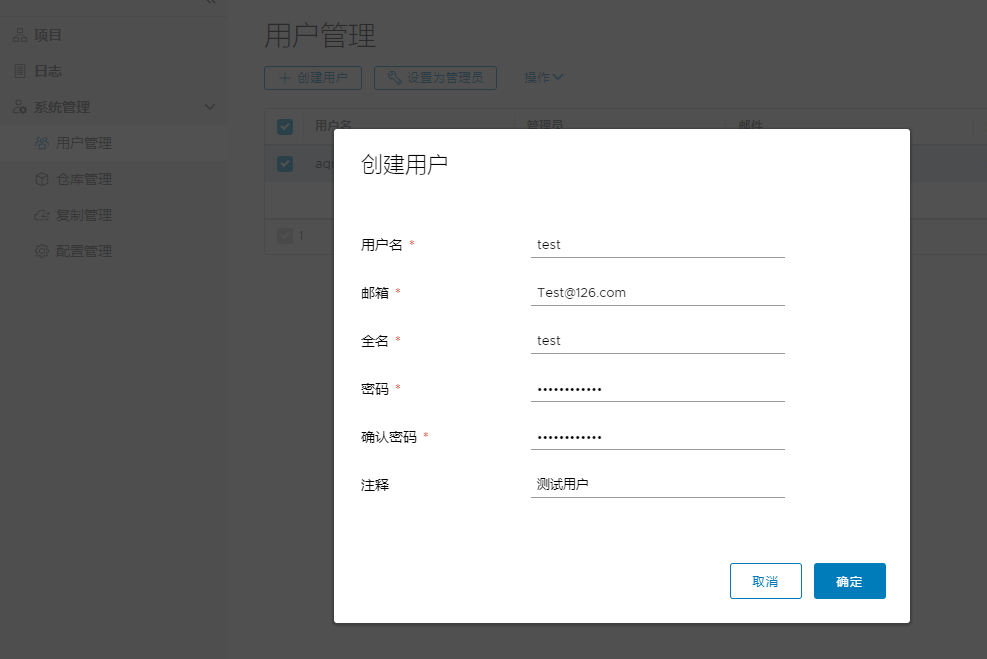 项目
日志
系统管理
用户管理
仓库管理
复制管理
配置管理
用户管理
创建用户 设置为管理员 操作
用户名 管理员 邮件
1
创建用户
用户名 * test
邮箱 * Test@126.com
全名 * test
密码 * ••••••••••••
确认密码 * ••••••••••••
注释 测试用户
取消 确定